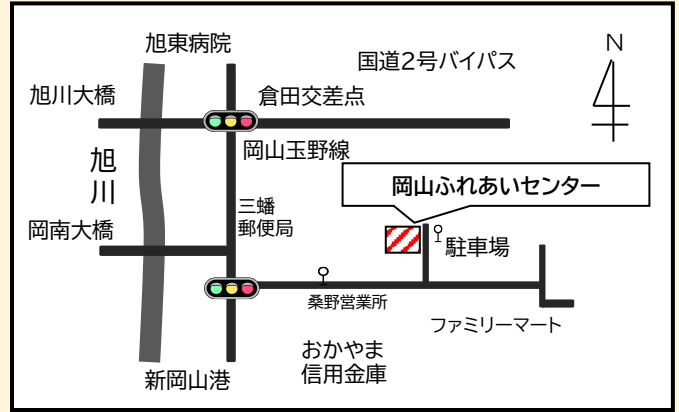 旭東病院
N
国道2号バイパス
旭川大橋
倉田交差点
岡山玉野線
旭川
岡山ふれあいセンター
三蟠
郵便局
岡南大橋
駐車場
桑野営業所
ファミリーマート
おかやま
信用金庫
新岡山港